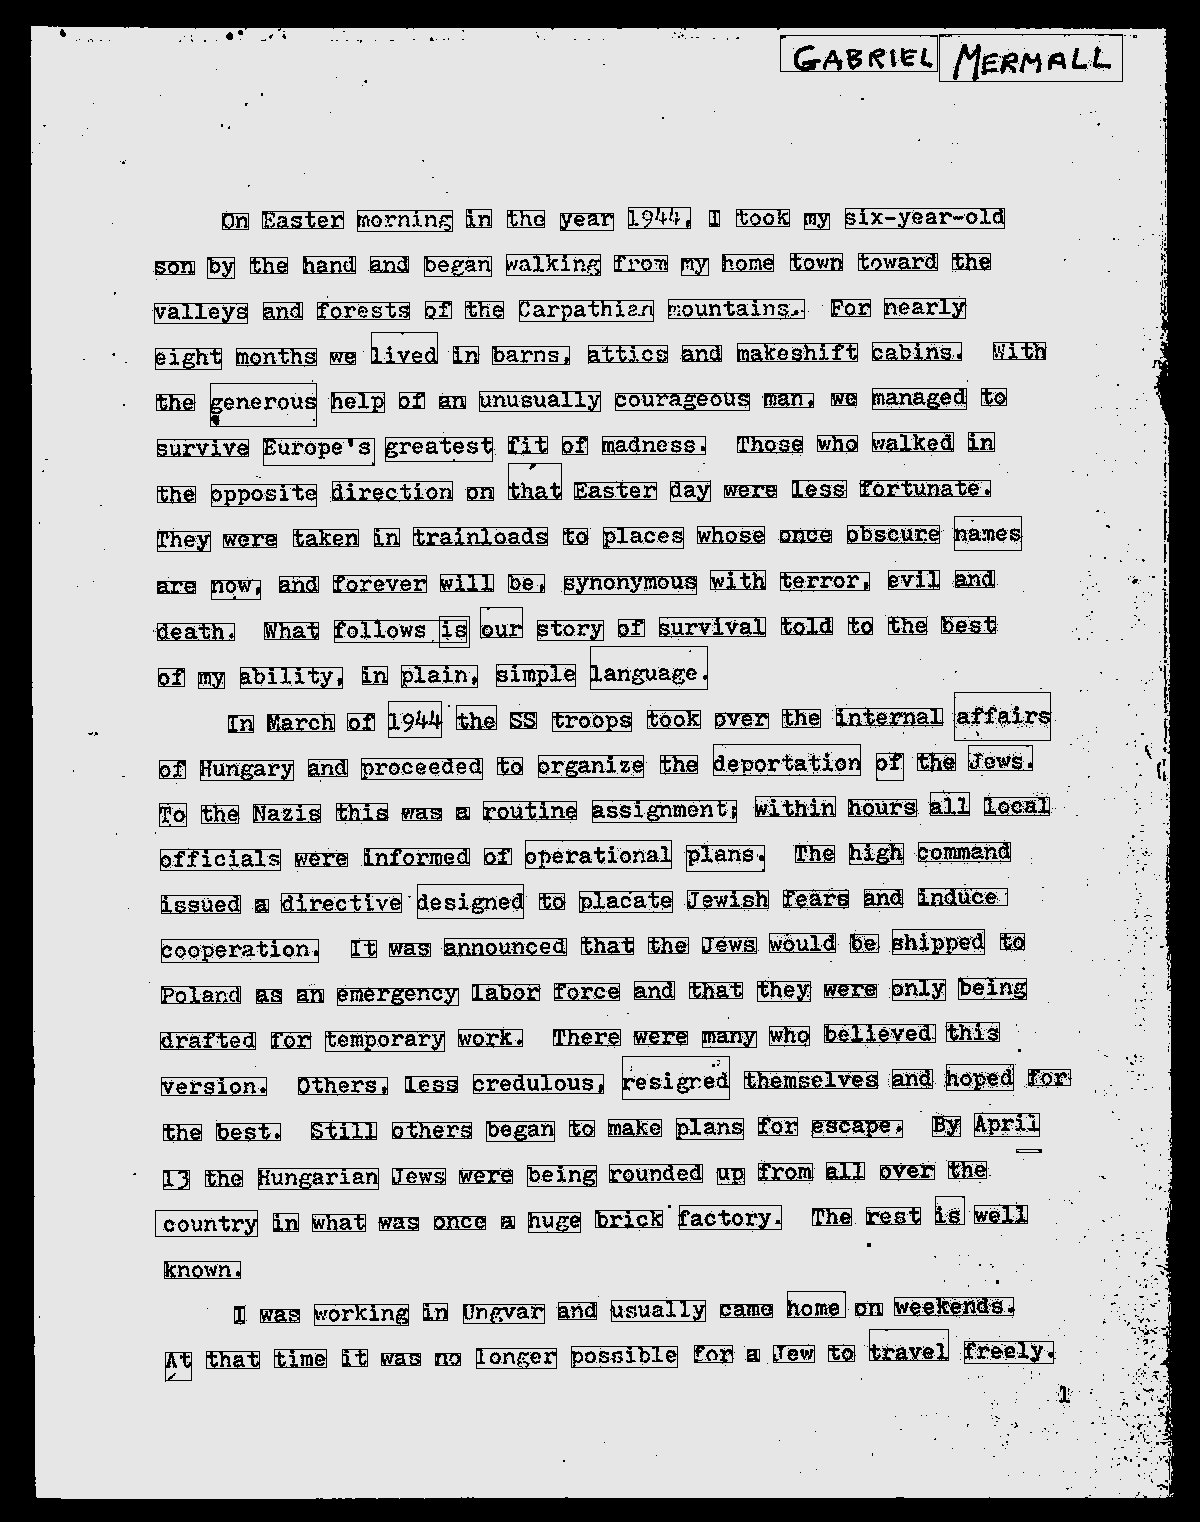 GABRIEL MERMALL
On Easter morning in the year 1944, I took my six-year-old
son by the hand and began walking from my home town toward the
valleys and forests of the Carpathian mountains. For nearly
eight months we lived in barns, attics and makeshift cabins. With
the generous help of an unusually courageous man, we managed to
survive Europe's greatest fit of madness. Those who walked in
the opposite direction on that Easter day were less fortunate.
They were taken in trainloads to places whose once obscure names
are now, and forever will be, synonymous with terror, evil and
death. What follows is our story of survival told to the best
of my ability, in plain, simple language.
In March of 1944 the SS troops took over the internal affairs
of Hungary and proceeded to organize the deportation of the Jews.
To the Nazis this was a routine assignment; within hours all local
officials were informed of operational plans. The high command
issued a directive designed to placate Jewish fears and induce
cooperation. It was announced that the Jews would be shipped to
Poland as an emergency labor force and that they were only being
drafted for temporary work. There were many who believed this
version. Others, less credulous, resigned themselves and hoped for
the best. Still others began to make plans for escape. By April
13 the Hungarian Jews were being rounded up from all over the
country in what was once a huge brick factory. The rest is well
known.
I was working in Ungvar and usually came home on weekends.
At that time it was no longer possible for a Jew to travel freely.
1